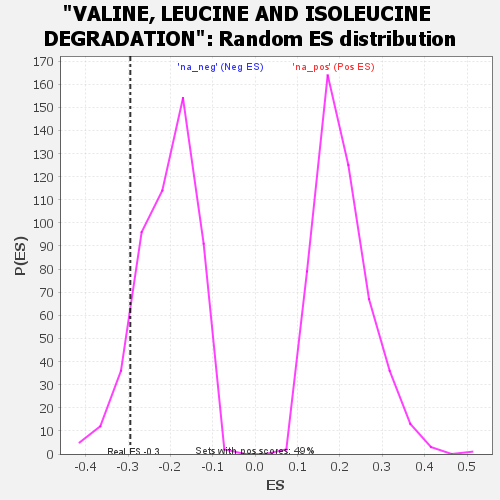 "VALINE, LEUCINE AND ISOLEUCINE
DEGRADATION": Random ES distribution
'na_neg' (Neg ES) 'na_pos' (Pos ES)
170
160
150
140
130
120
110
100
90
80
70
60
50
40
30
20
10
0
P(ES)
Real ES -0.3 Sets with pos scores: 49%
-0.4 -0.3 -0.2 -0.1 0.0 0.1 0.2 0.3 0.4 0.5
ES